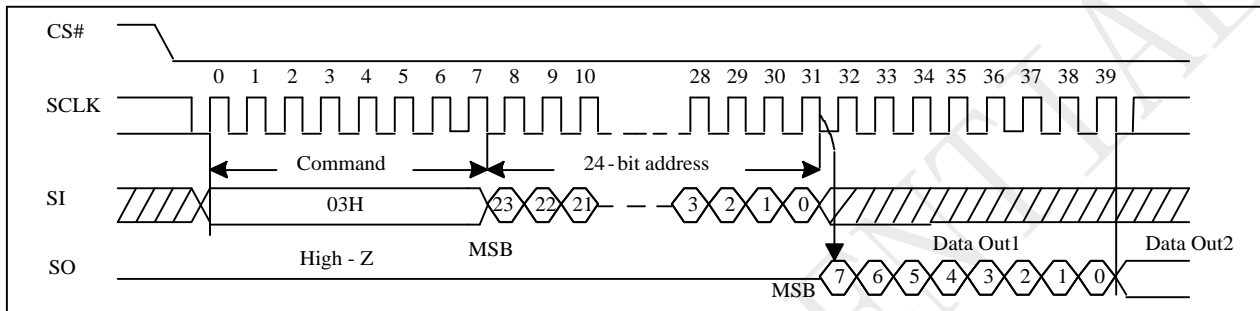 CS#
0 1 2 3 4 5 6 7 8 9 10 28 29 30 31 32 33 34 35 36 37 38 39
SCLK
Command 24-bit address
SI 03H 23 22 21 3 2 1 0
High - Z MSB Data Out1 Data Out2
SO MSB 7 6 5 4 3 2 1 0
ENTIAL